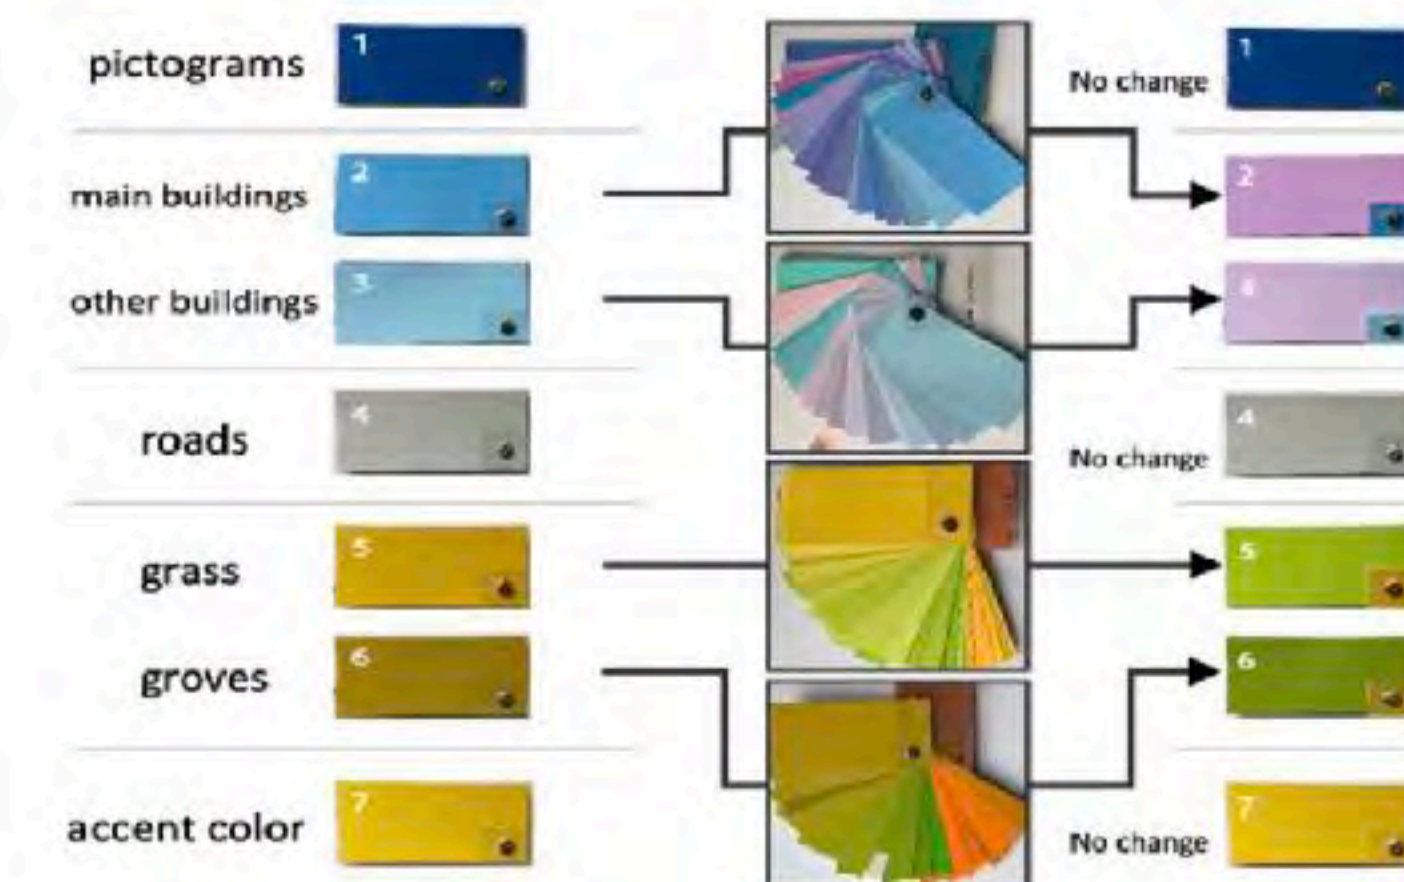 pictograms 1 No change 1
main buildings 2 2
other buildings 3
roads 4 No change 4
grass 5 5
groves 6 6
accent color 7 No change 7